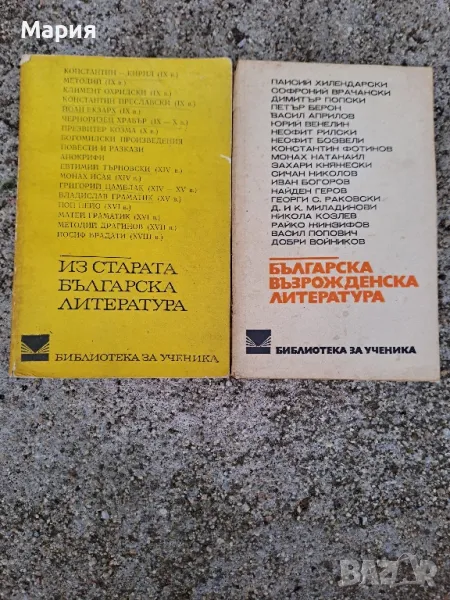 Мария
КОНСТАНТИН – КИРИЛ (IX в.)
МЕТОДИЙ (IX в.)
КЛИМЕНТ ОХРИДСКИ (IX в.)
КОНСТАНТИН ПРЕСЛАВСКИ (IX в.)
ЙОАН ЕКЗАРХ (IX в.)
ЧЕРНОРИЗЕЦ ХРАБЪР (IX – X в.)
ПРЕЗВИТЕР КОЗМА (X в.)
БОГОМИЛСКИ ПРОИЗВЕДЕНИЯ
ПОВЕСТИ И РАЗКАЗИ
АПОКРИФИ
ЕВТИМИЙ ТЪРНОВСКИ (XIV в.)
МОНАХ ИСАЯ (XIV в.)
ГРИГОРИЙ ЦАМБЛАК (XIV – XV в.)
ВЛАДИСЛАВ ГРАМАТИК (XV в.)
ПОП ПЕЙО (XVI в.)
МАТЕЙ ГРАМАТИК (XVI в.)
МЕТОДИЙ ДРАГИНОВ (XVII в.)
ЙОСИФ БРАДАТИ (XVIII в.)
ИЗ СТАРАТА
БЪЛГАРСКА
ЛИТЕРАТУРА
БИБЛИОТЕКА ЗА УЧЕНИКА
ПАИСИЙ ХИЛЕНДАРСКИ
СОФРОНИЙ ВРАЧАНСКИ
ДИМИТЪР ПОПСКИ
ПЕТЪР БЕРОН
ВАСИЛ АПРИЛОВ
ЮРИЙ ВЕНЕЛИН
НЕОФИТ РИЛСКИ
НЕОФИТ БОЗВЕЛИ
КОНСТАНТИН ФОТИНОВ
МОНАХ НАТАНАИЛ
ЗАХАРИ КНЯЖЕСКИ
СИЧАН НИКОЛОВ
ИВАН БОГОРОВ
НАЙДЕН ГЕРОВ
ГЕОРГИ С. РАКОВСКИ
Д. И К. МИЛАДИНОВИ
НИКОЛА КОЗЛЕВ
РАЙКО ЖИНЗИФОВ
ВАСИЛ ПОПОВИЧ
ДОБРИ ВОЙНИКОВ
БЪЛГАРСКА
ВЪЗРОЖДЕНСКА
ЛИТЕРАТУРА
БИБЛИОТЕКА ЗА УЧЕНИКА
BAZAR